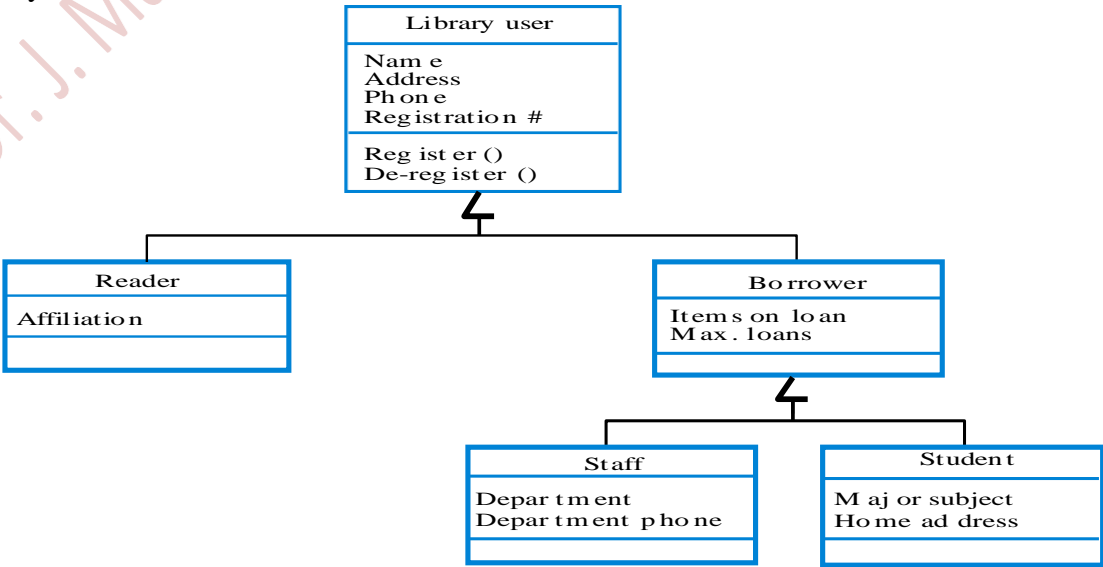 Library user
Name
Address
Phone
Registration #
Register ()
De-register ()
Reader
Affiliation
Borrower
Items on loan
Max. loans
Staff
Department
Department phone
Student
Major subject
Home address